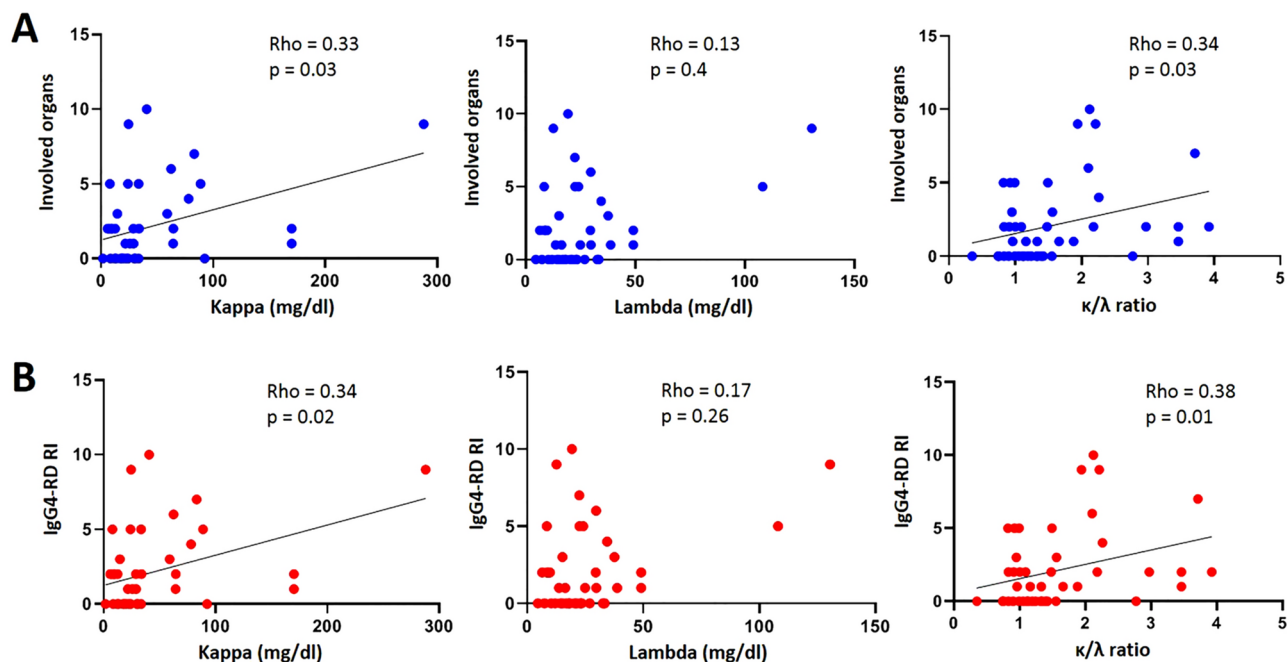 A
Rho = 0.33
p = 0.03
Involved organs
15
10
5
0
0
100
200
300
Kappa (mg/dl)
Rho = 0.13
p = 0.4
Involved organs
15
10
5
0
0
50
100
150
Lambda (mg/dl)
Rho = 0.34
p = 0.03
Involved organs
15
10
5
0
0
1
2
3
4
5
κ/λ ratio
B
Rho = 0.34
p = 0.02
IgG4-RD RI
15
10
5
0
0
100
200
300
Kappa (mg/dl)
Rho = 0.17
p = 0.26
IgG4-RD RI
15
10
5
0
0
50
100
150
Lambda (mg/dl)
Rho = 0.38
p = 0.01
IgG4-RD RI
15
10
5
0
0
1
2
3
4
5
κ/λ ratio